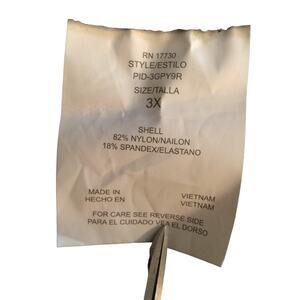 RN 17730
STYLE/ESTILO
PID-3GPY9R
SIZE/TALLA
3X
SHELL
82% NYLON/NAILON
18% SPANDEX/ELASTANO
MADE IN VIETNAM
HECHO EN VIETNAM
FOR CARE SEE REVERSE SIDE
PARA EL CUIDADO VEA EL DORSO